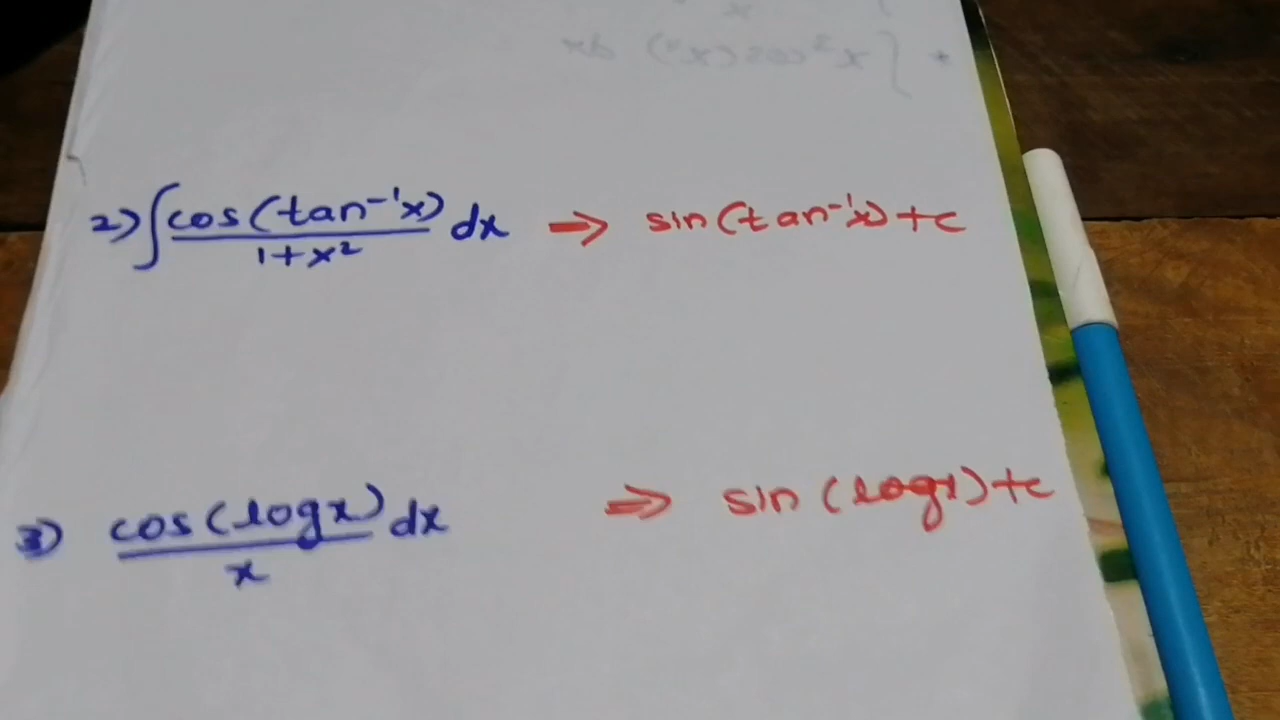 2) ∫ cos(tan⁻¹x) / 1+x² dx ⇒ sin(tan⁻¹x)+c
3) cos(logx) / x dx ⇒ sin(logx)+c